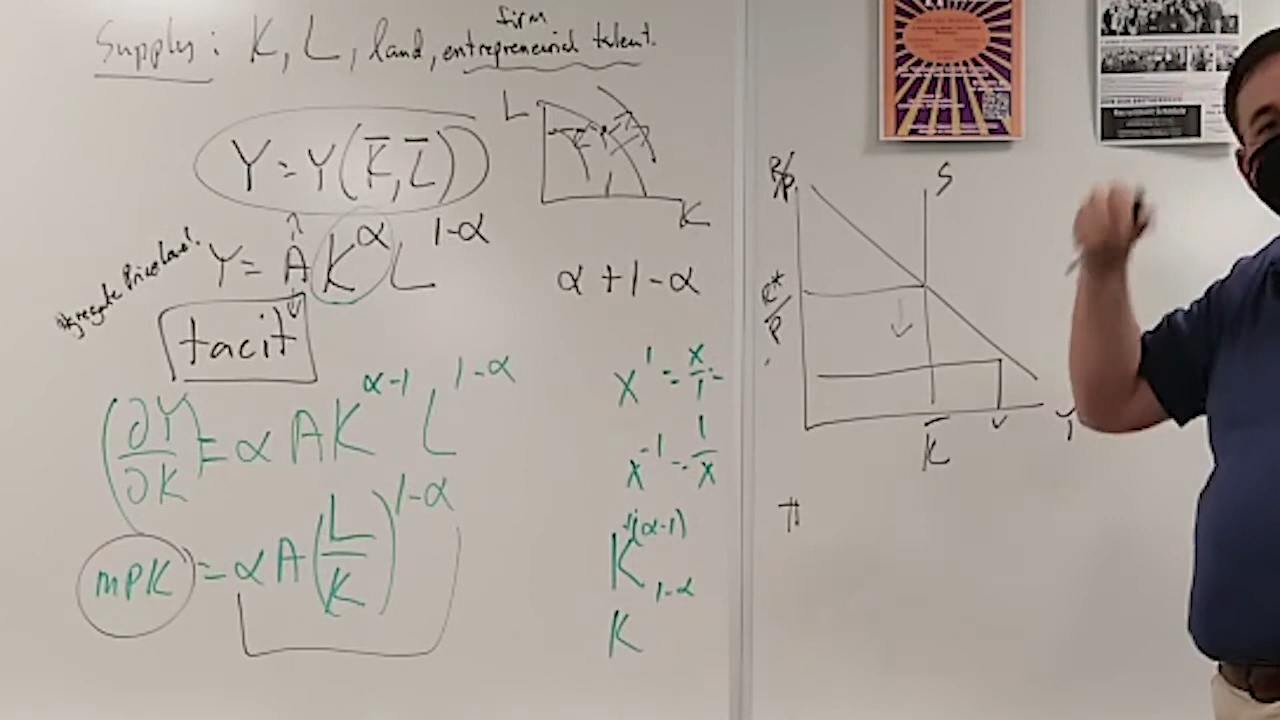 firm
Supply: K, L, land, entrepreneurial talent.
Y = Y(K̅, L̅)
L
K
Y = A K^α L^{1-α}
Aggregate Price Level.
tacit
α + 1 - α
∂Y/∂K = α A K^{α-1} L^{1-α}
mPK = α A (L/K)^{1-α}
x^1 = x/1 =
x^{-1} = 1/x
K^{-(α-1)}
K^{1-α}
R/P
S
R*/P
K̅
Y
π